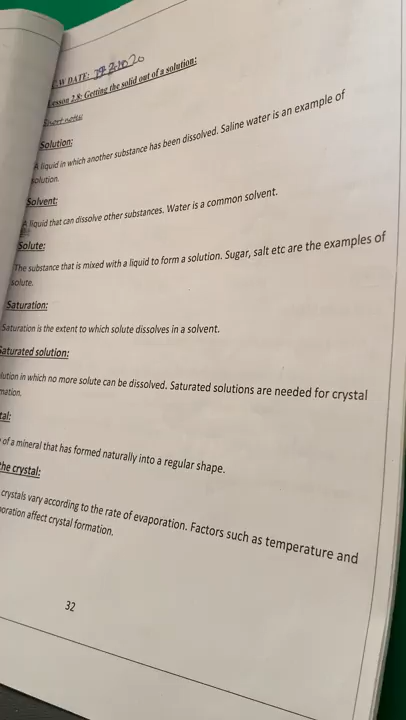 C.W DATE:
Lesson 2.8: Getting the solid out of a solution:
Short notes:
Solution:
A liquid in which another substance has been dissolved. Saline water is an example of
solution.
Solvent:
A liquid that can dissolve other substances. Water is a common solvent.
Solute:
The substance that is mixed with a liquid to form a solution. Sugar, salt etc are the examples of
solute.
Saturation:
Saturation is the extent to which solute dissolves in a solvent.
Saturated solution:
lution in which no more solute can be dissolved. Saturated solutions are needed for crystal
mation.
tal:
of a mineral that has formed naturally into a regular shape.
the crystal:
crystals vary according to the rate of evaporation. Factors such as temperature and
poration affect crystal formation.
32